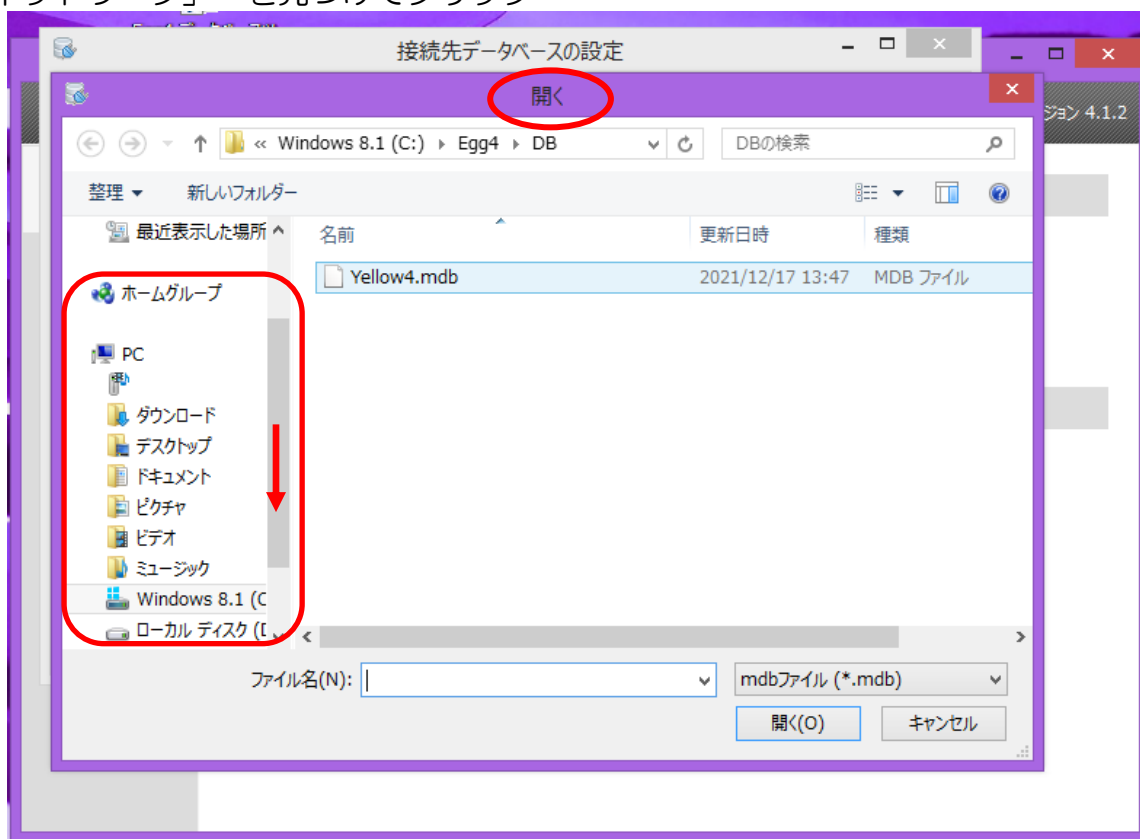 接続先データベースの設定
開く
ジョン 4.1.2
« Windows 8.1 (C:) ▸ Egg4 ▸ DB
DBの検索
整理 ▼ 新しいフォルダー
最近表示した場所
名前 更新日時 種類
Yellow4.mdb 2021/12/17 13:47 MDB ファイル
ホームグループ
PC
ダウンロード
デスクトップ
ドキュメント
ピクチャ
ビデオ
ミュージック
Windows 8.1 (C
ローカル ディスク (D
ファイル名(N):
mdbファイル (*.mdb)
開く(O) キャンセル